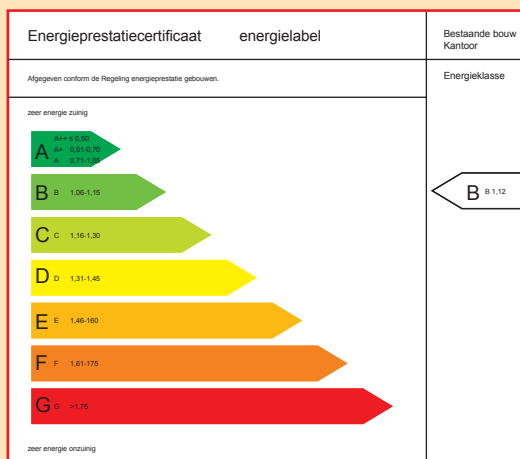 Energieprestatiecertificaat energielabel
Bestaande bouw
Kantoor
Afgegeven conform de Regeling energieprestatie gebouwen.
Energieklasse
zeer energie zuinig
A++ ≤ 0,50
A A+ 0,51-0,70
A 0,71-1,05
B B 1,06-1,15
B B 1,12
C C 1,16-1,30
D D 1,31-1,45
E E 1,46-160
F F 1,61-175
G G >1,75
zeer energie onzuinig